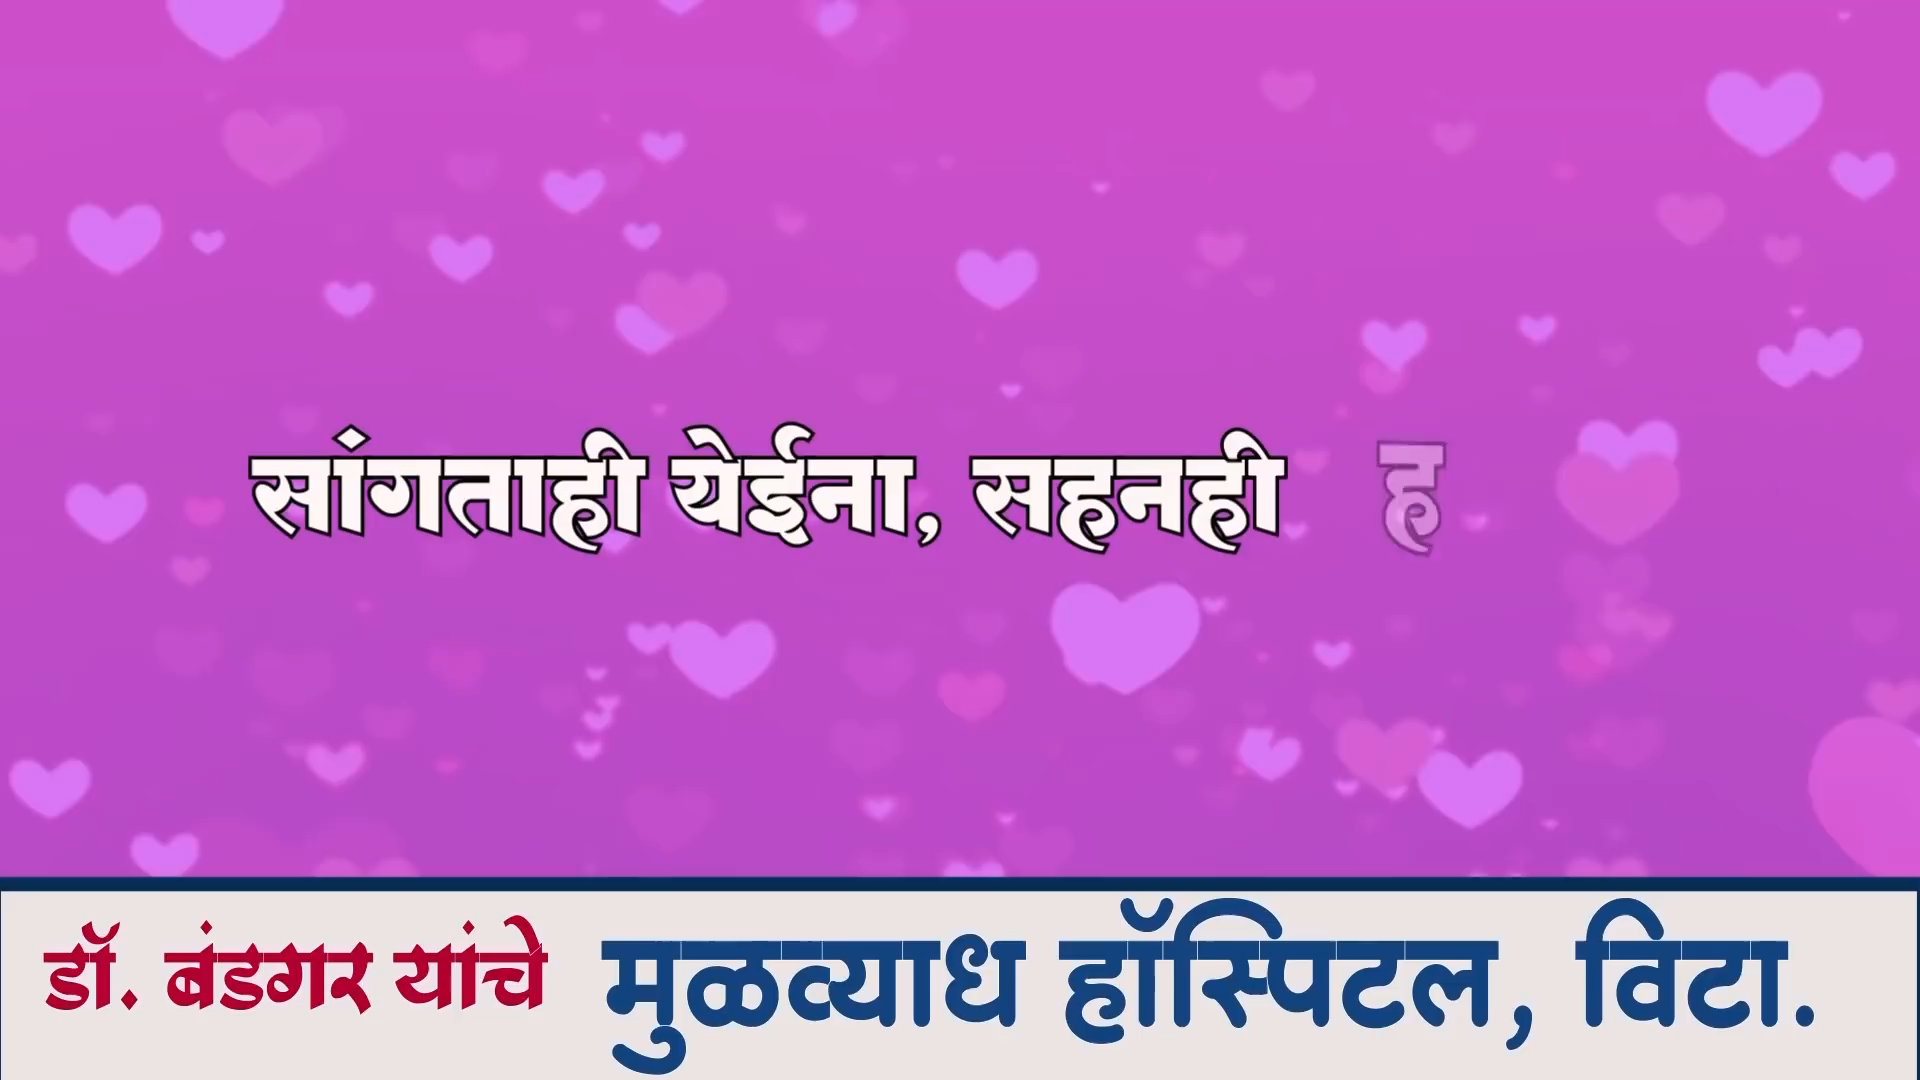 सांगताही येईना, सहनही ह
डॉ. बंडगर यांचे मुळव्याध हॉस्पिटल, विटा.